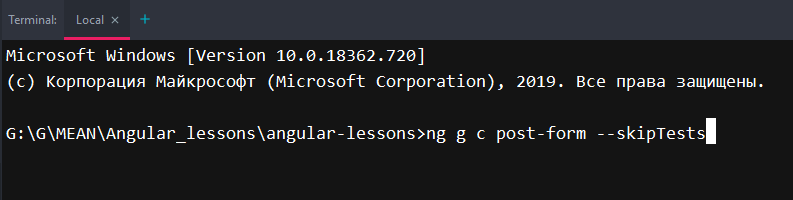 Terminal: Local × +
Microsoft Windows [Version 10.0.18362.720]
(c) Корпорация Майкрософт (Microsoft Corporation), 2019. Все права защищены.
G:\G\MEAN\Angular_lessons\angular-lessons>ng g c post-form --skipTests